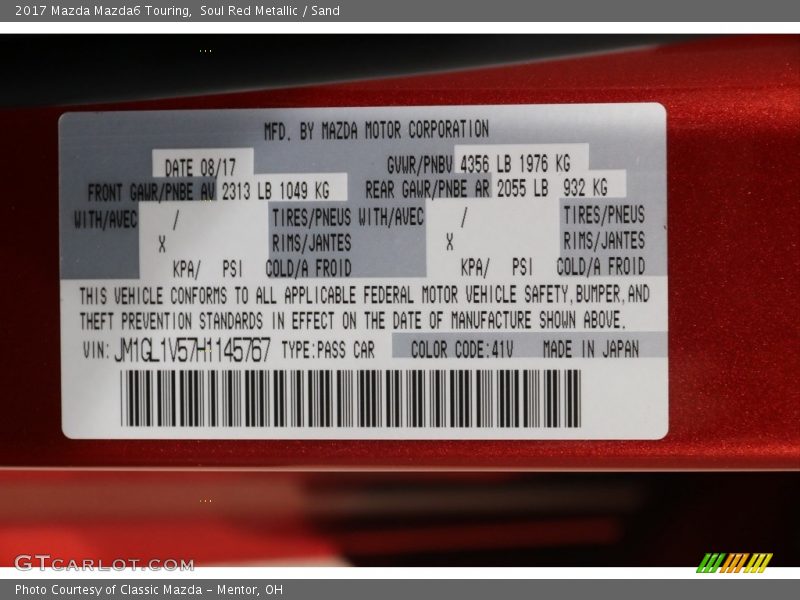 2017 Mazda Mazda6 Touring,  Soul Red Metallic / Sand
MFD. BY MAZDA MOTOR CORPORATION
DATE 08/17 GVWR/PNBV 4356 LB 1976 KG
FRONT GAWR/PNBE AV 2313 LB 1049 KG REAR GAWR/PNBE AR 2055 LB 932 KG
WITH/AVEC / TIRES/PNEUS WITH/AVEC / TIRES/PNEUS
X RIMS/JANTES X RIMS/JANTES
KPA/ PSI COLD/A FROID KPA/ PSI COLD/A FROID
THIS VEHICLE CONFORMS TO ALL APPLICABLE FEDERAL MOTOR VEHICLE SAFETY,BUMPER,AND
THEFT PREVENTION STANDARDS IN EFFECT ON THE DATE OF MANUFACTURE SHOWN ABOVE.
VIN: JM1GL1V57H1145767 TYPE:PASS CAR COLOR CODE:41V MADE IN JAPAN
GTCARLOT.COM
Photo Courtesy of Classic Mazda - Mentor, OH